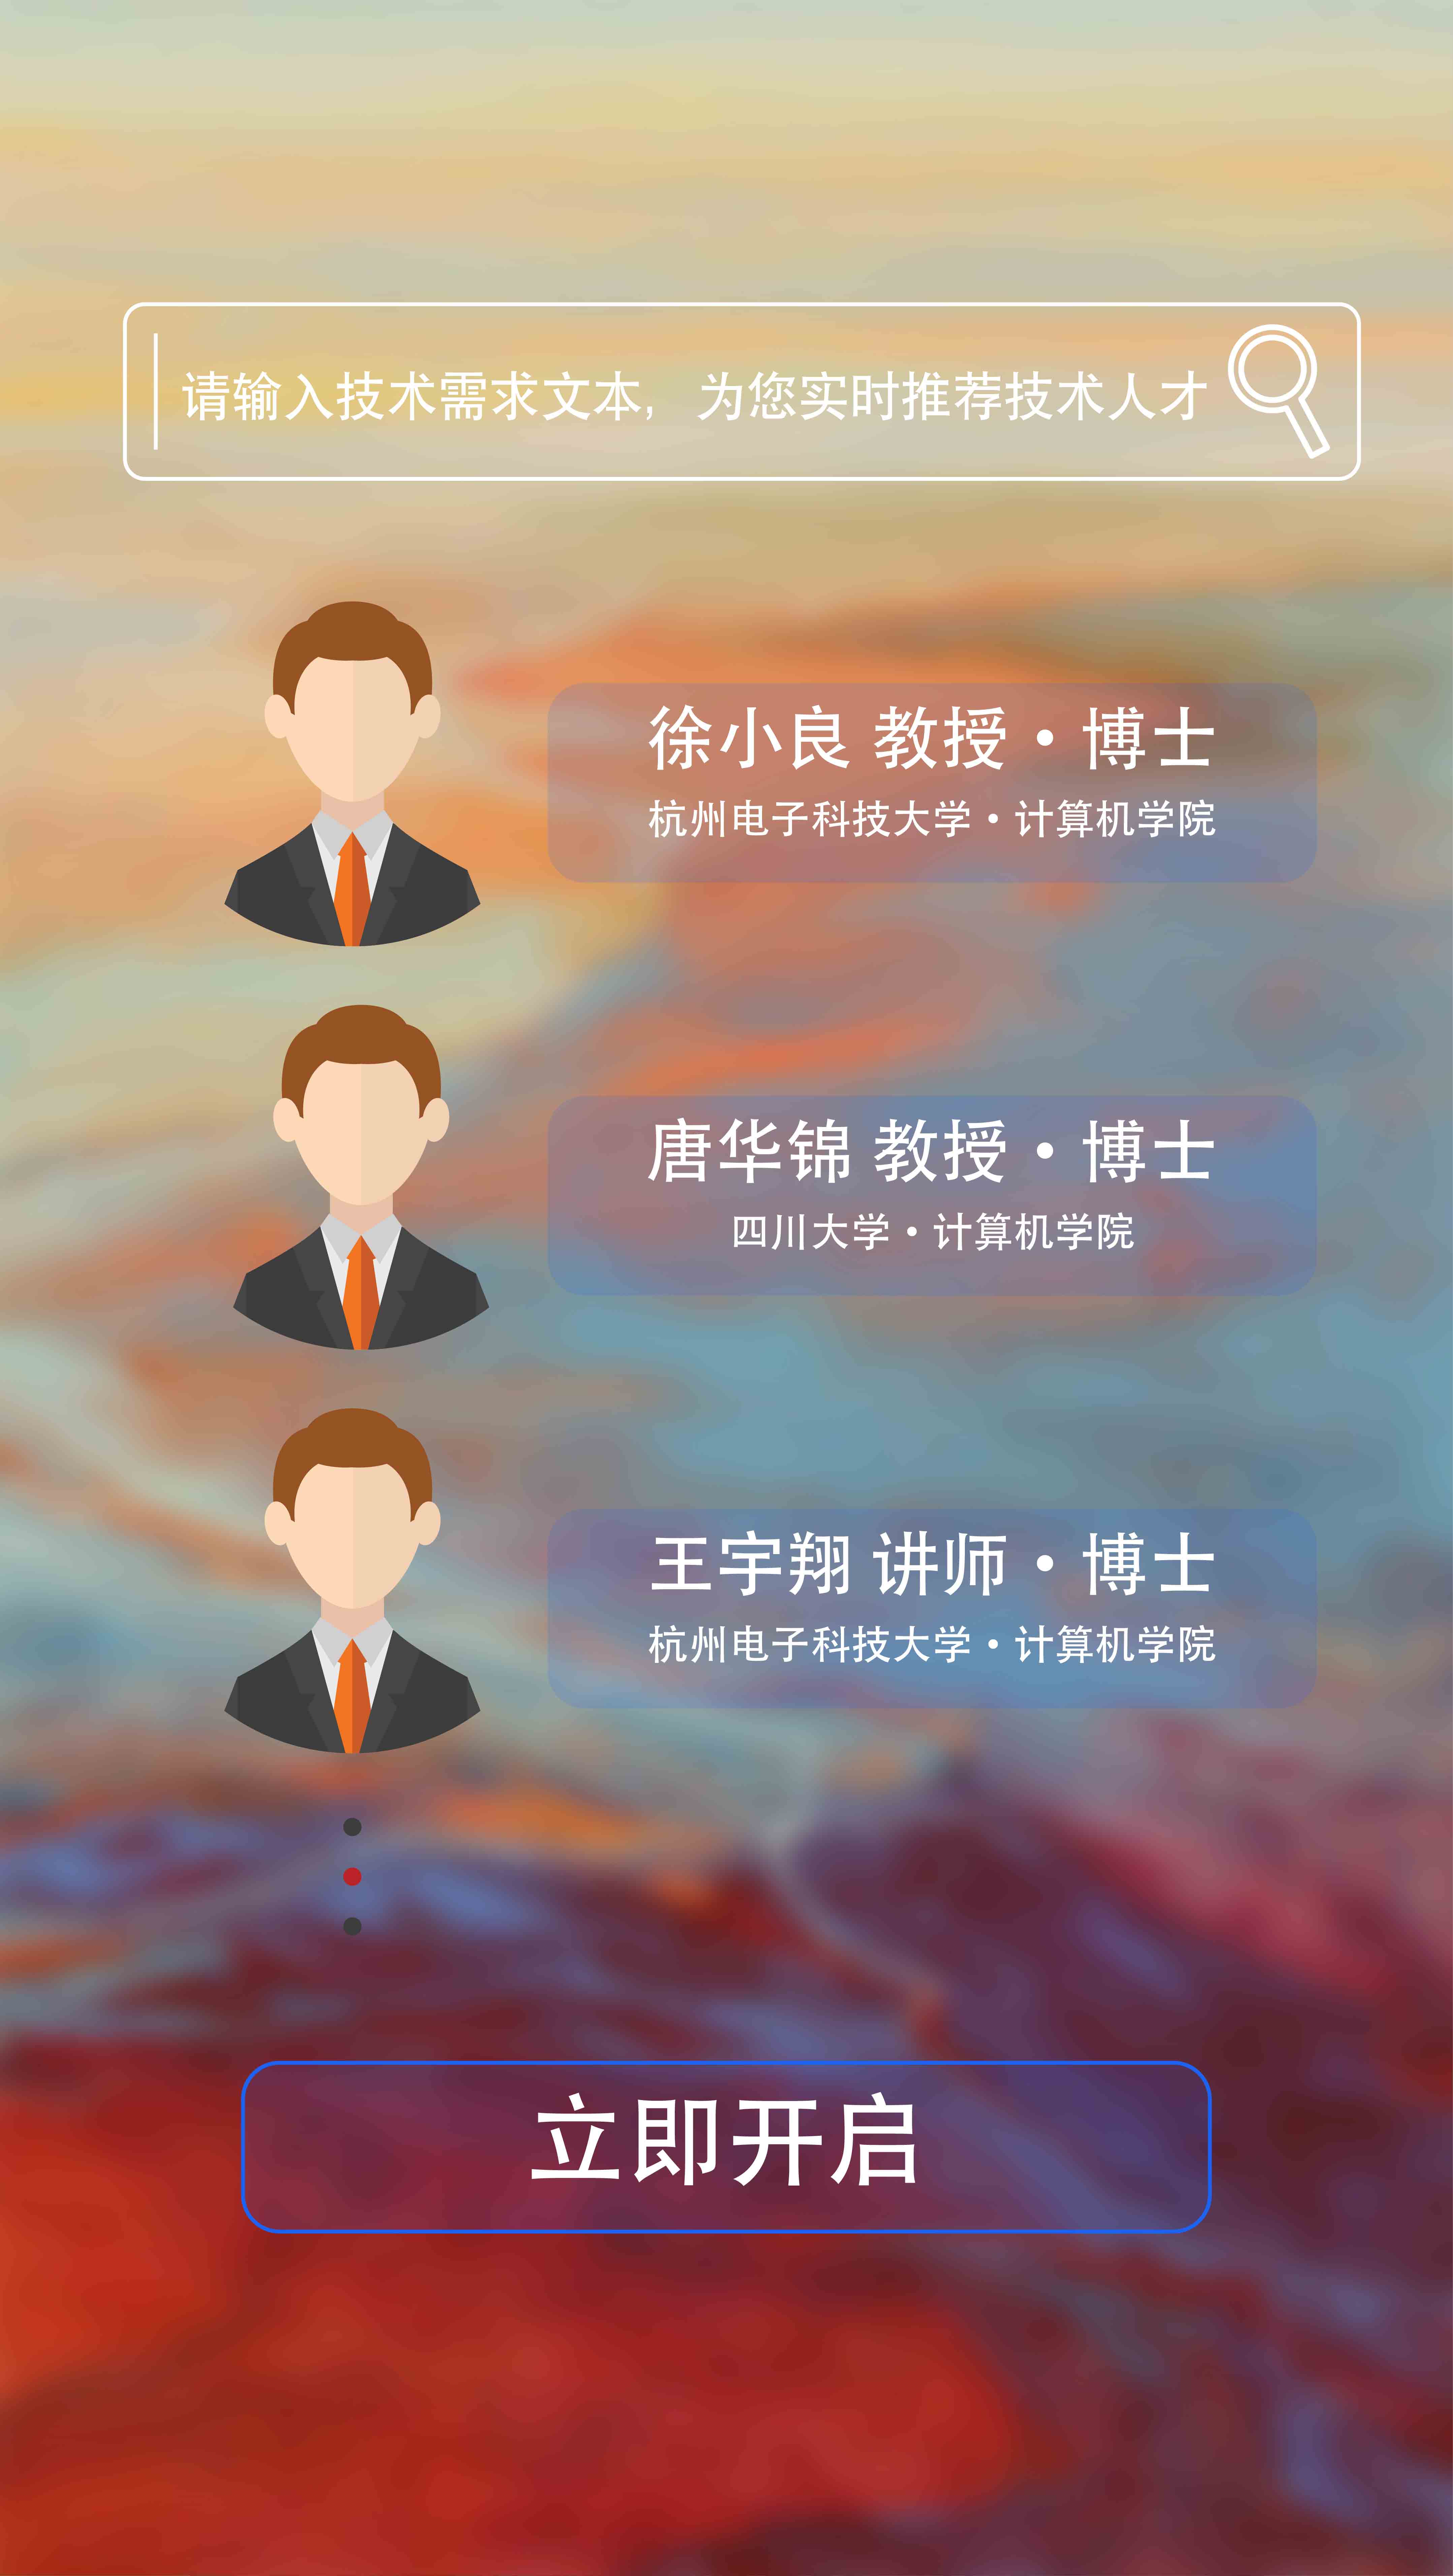 请输入技术需求文本，为您实时推荐技术人才
徐小良 教授·博士
杭州电子科技大学·计算机学院
唐华锦 教授·博士
四川大学·计算机学院
王宇翔 讲师·博士
杭州电子科技大学·计算机学院
立即开启